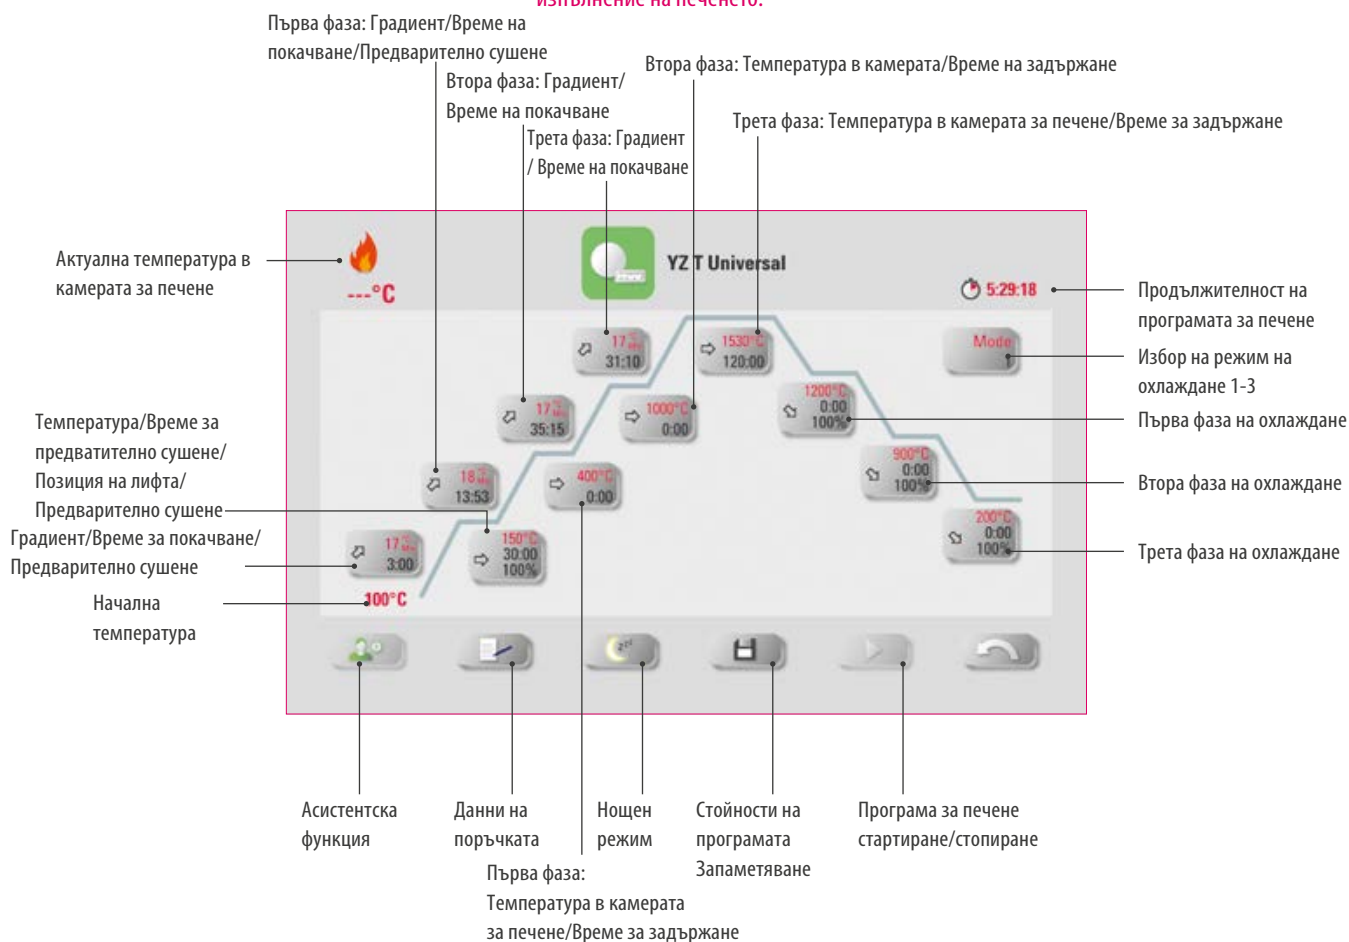 изпълнение на печенето.
Първа фаза: Градиент/Време на
покачване/Предварително сушене
Втора фаза: Градиент/
Време на покачване
Трета фаза: Градиент
/ Време на покачване
Втора фаза: Температура в камерата/Време на задържане
Трета фаза: Температура в камерата за печене/Време за задържане
Актуална температура в
камерата за печене
---°C
YZ T Universal
5:29:18
Продължителност на
програмата за печене
17
31:10
1530°C
120:00
Mode
1
Избор на режим на
охлаждане 1-3
17
35:15
1000°C
0:00
1200°C
0:00
100%
Първа фаза на охлаждане
Температура/Време за
предватително сушене/
Позиция на лифта/
Предварително сушене
18
13:53
400°C
0:00
900°C
0:00
100%
Втора фаза на охлаждане
Градиент/Време за покачване/
Предварително сушене
17
3:00
150°C
30:00
100%
200°C
0:00
100%
Трета фаза на охлаждане
Начална
температура
100°C
zzz
Асистентска
функция
Данни на
поръчката
Нощен
режим
Стойности на
програмата
Запаметяване
Програма за печене
стартиране/стопиране
Първа фаза:
Температура в камерата
за печене/Време за задържане